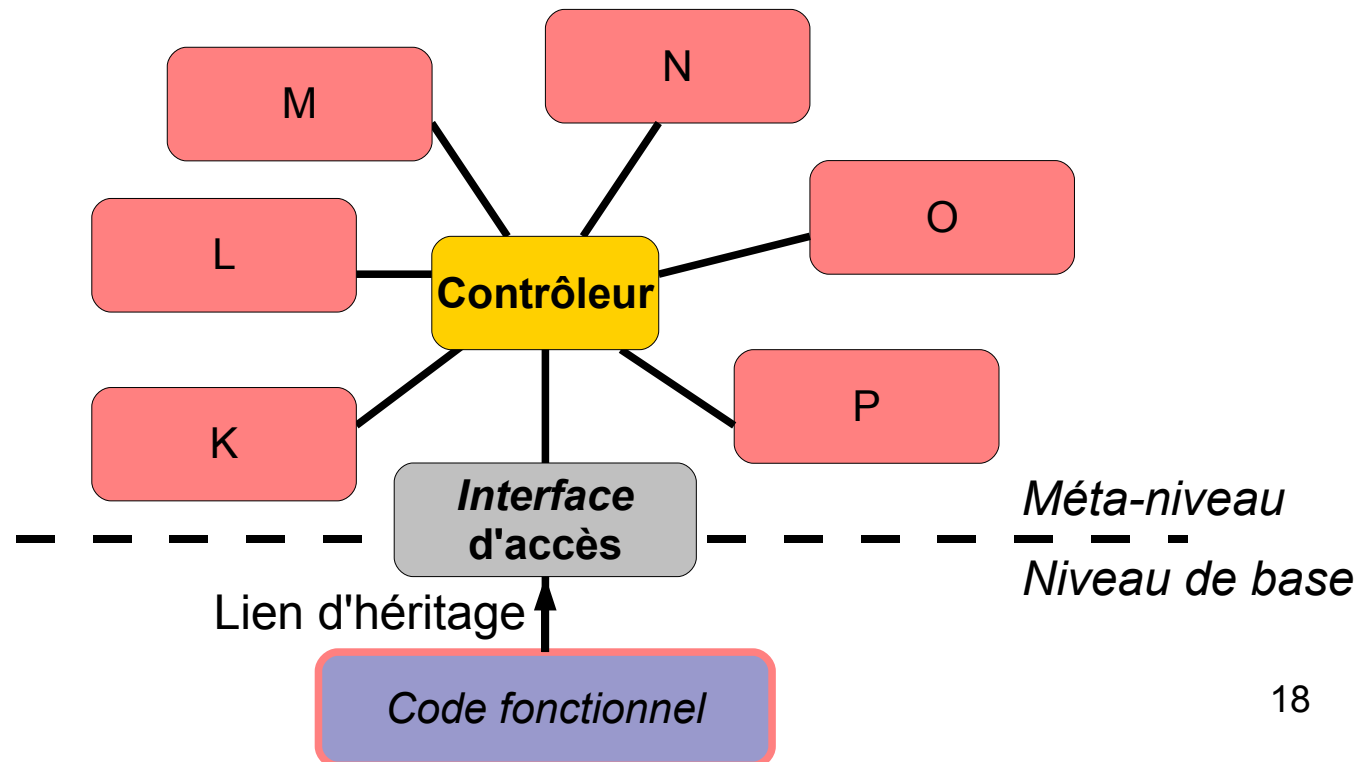 N
M
O
L
Contrôleur
P
K
Interface
d'accès
Méta-niveau
Niveau de base
Lien d'héritage
Code fonctionnel
18